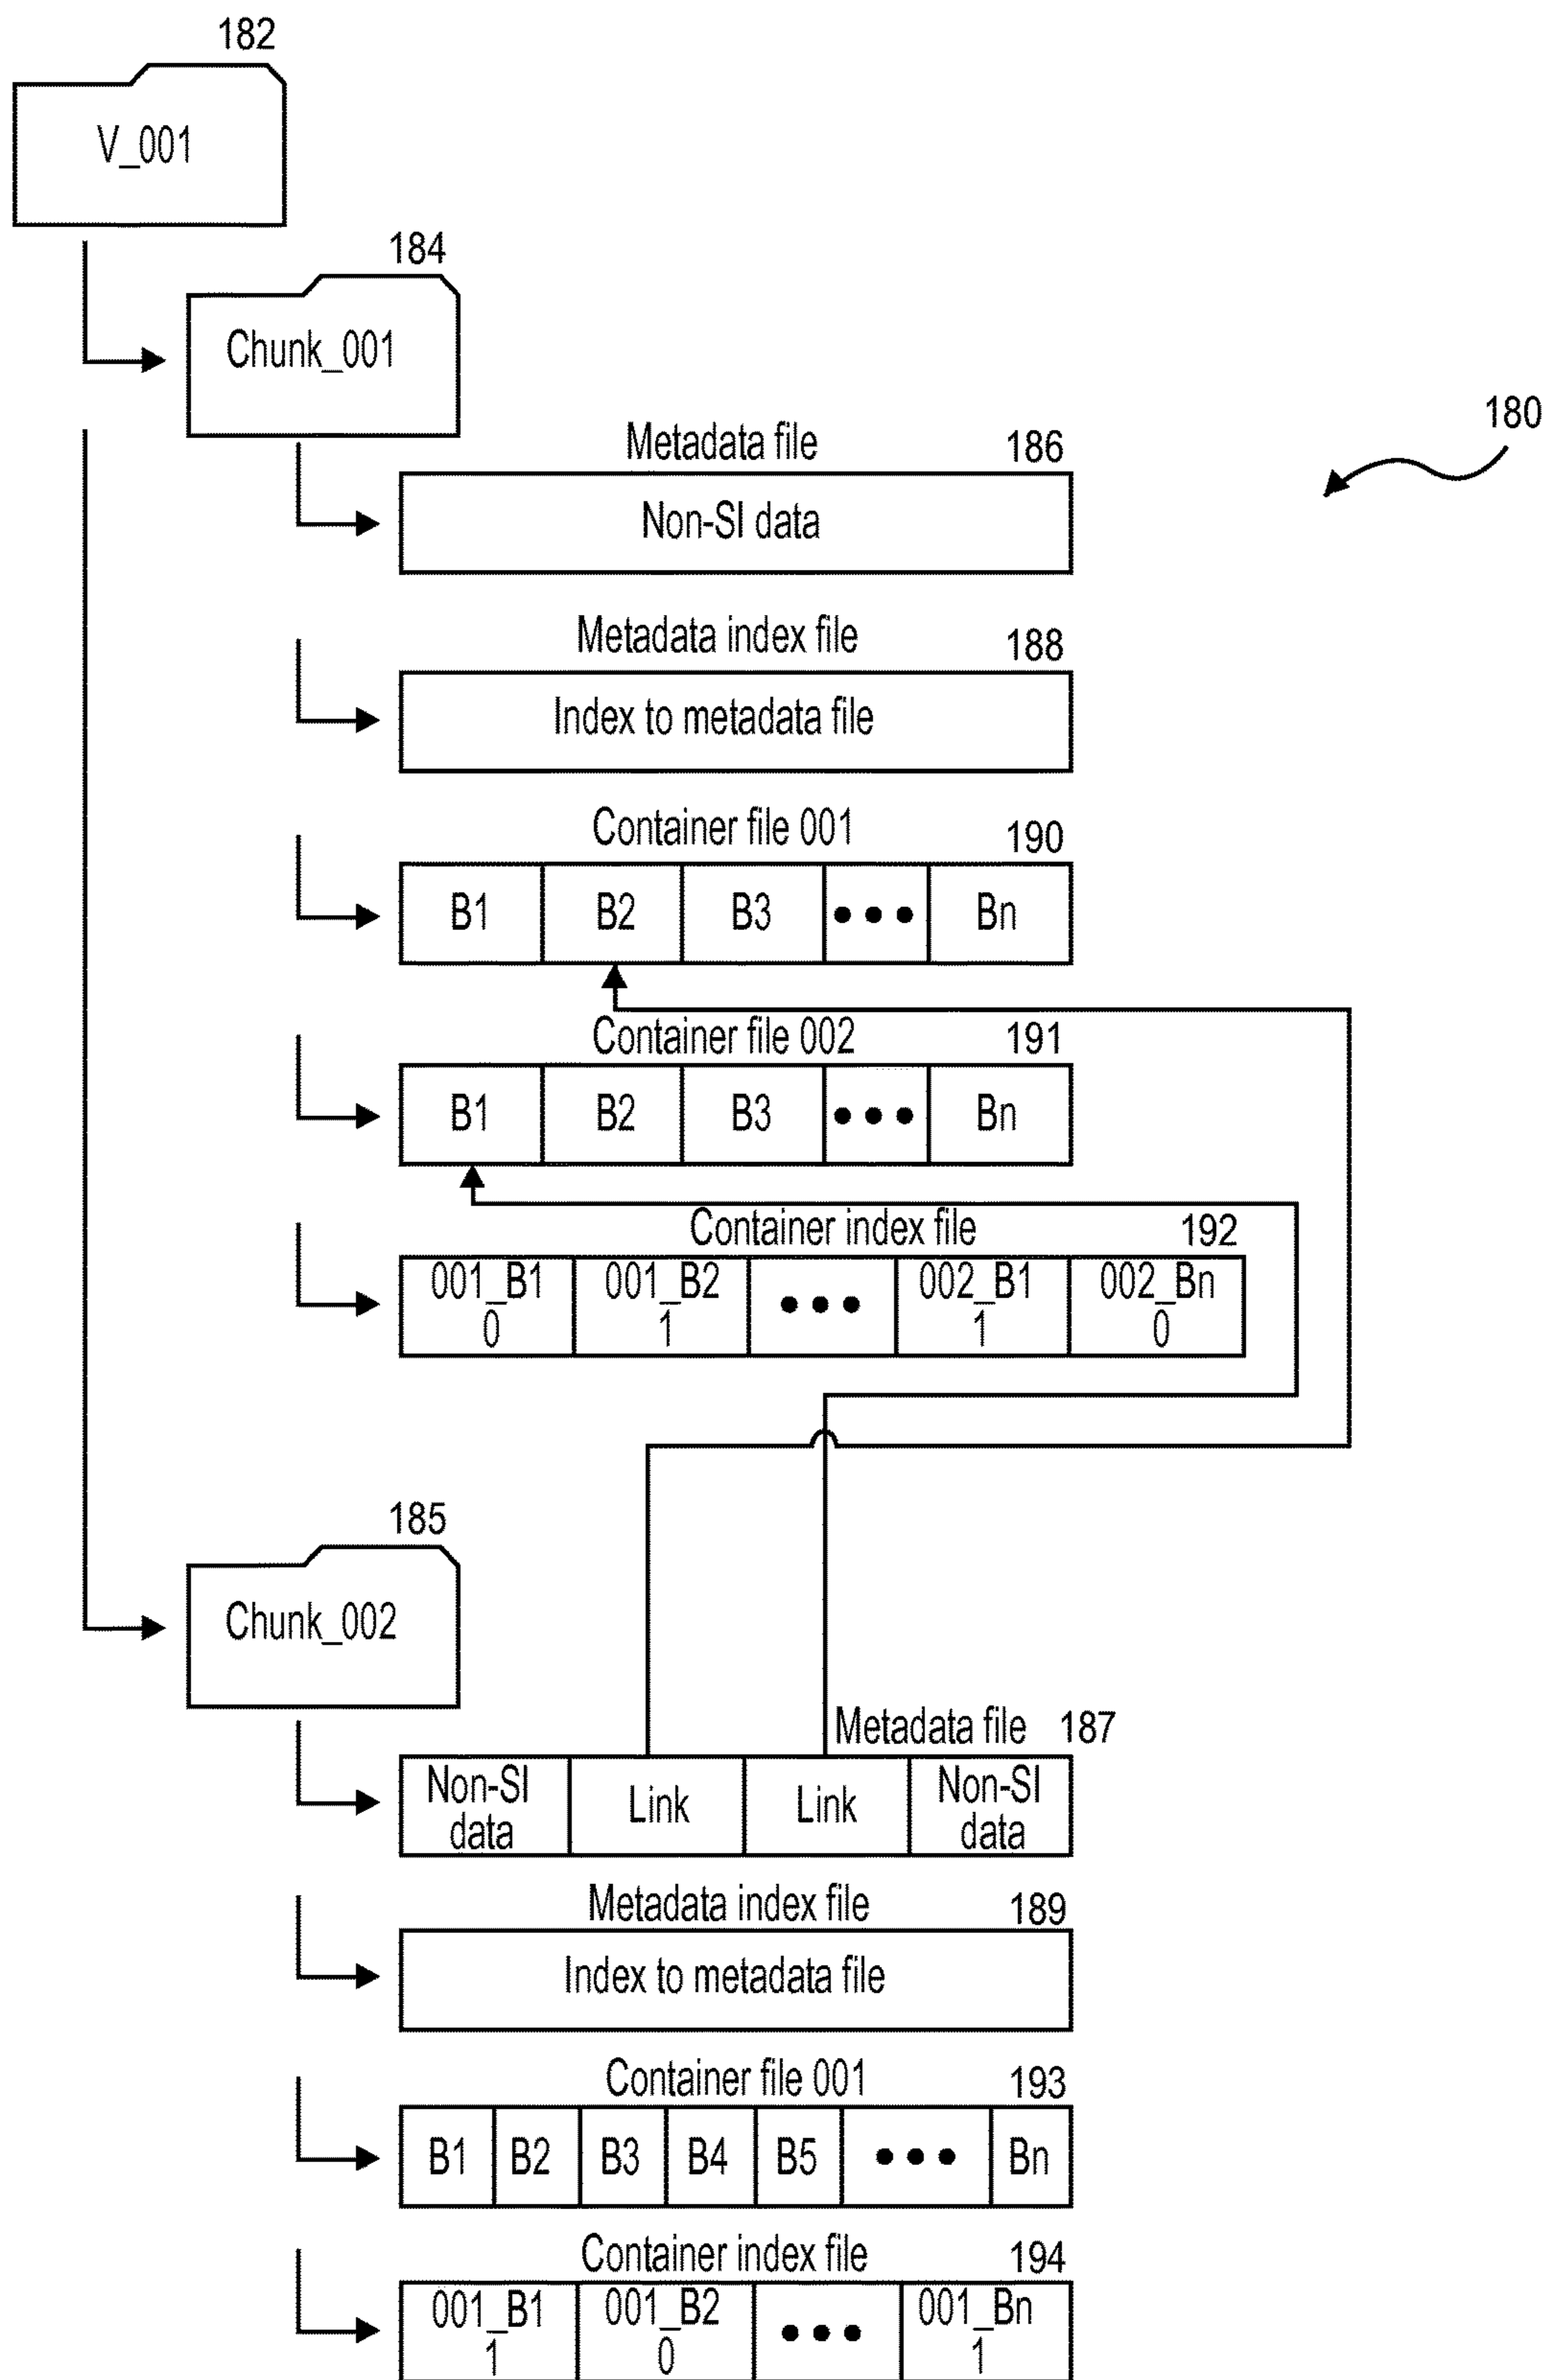 182
V_001
184
Chunk_001
180
Metadata file 186
Non-SI data
Metadata index file 188
Index to metadata file
Container file 001 190
B1 B2 B3 ••• Bn
Container file 002 191
B1 B2 B3 ••• Bn
Container index file 192
001_B1 001_B2 ••• 002_B1 002_Bn
0 1 1 0
185
Chunk_002
Metadata file 187
Non-SI Link Link Non-SI
data data
Metadata index file 189
Index to metadata file
Container file 001 193
B1 B2 B3 B4 B5 ••• Bn
Container index file 194
001_B1 001_B2 ••• 001_Bn
1 0 1